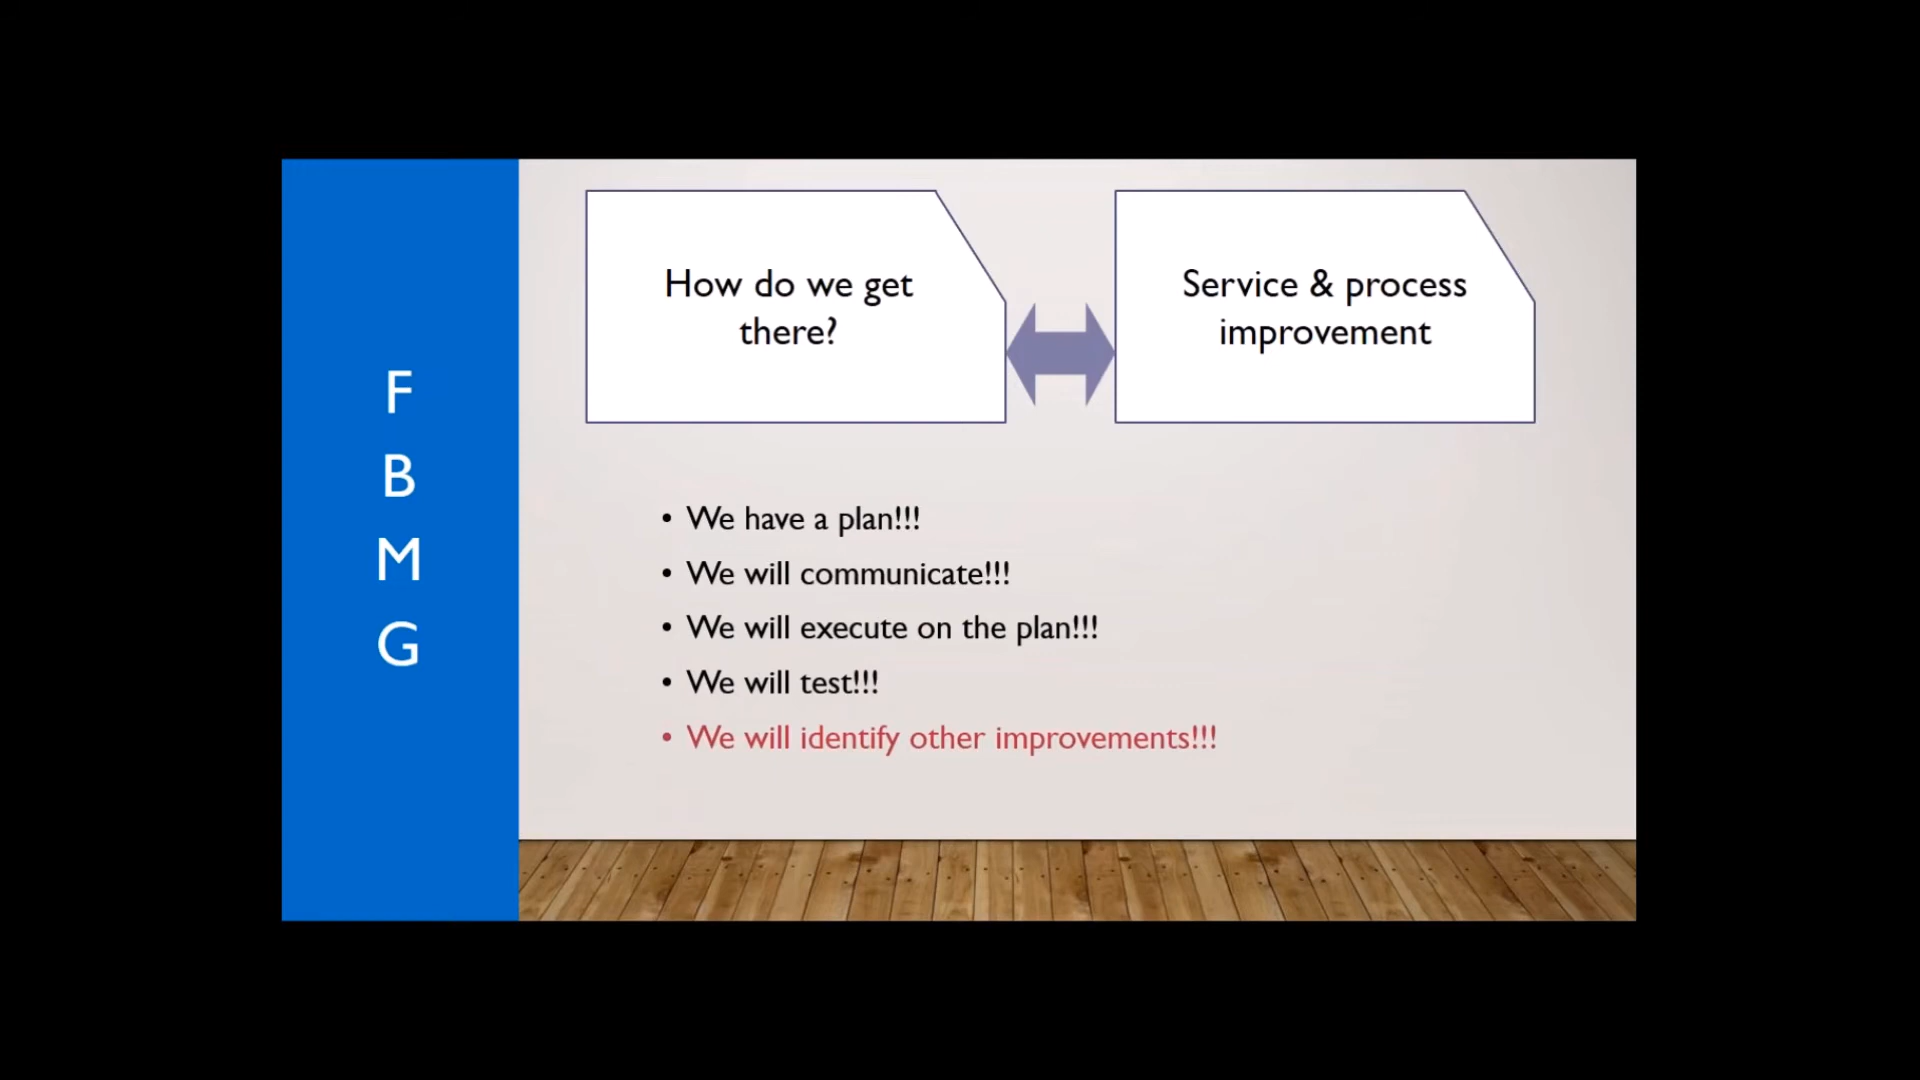 F
B
M
G
How do we get
there?
Service & process
improvement
• We have a plan!!!
• We will communicate!!!
• We will execute on the plan!!!
• We will test!!!
• We will identify other improvements!!!